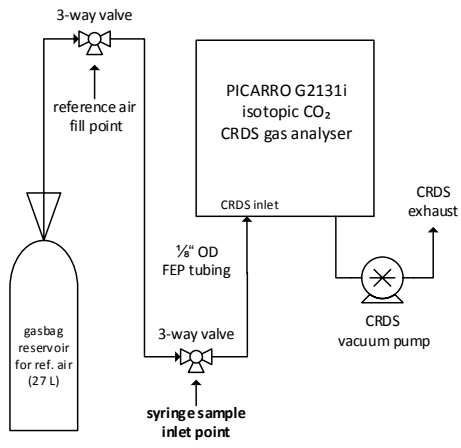 3-way valve
reference air
fill point
PICARRO G2131i
isotopic CO₂
CRDS gas analyser
CRDS inlet
CRDS
exhaust
⅛“ OD
FEP tubing
gasbag
reservoir
for ref. air
(27 L)
3-way valve
CRDS
vacuum pump
syringe sample
inlet point